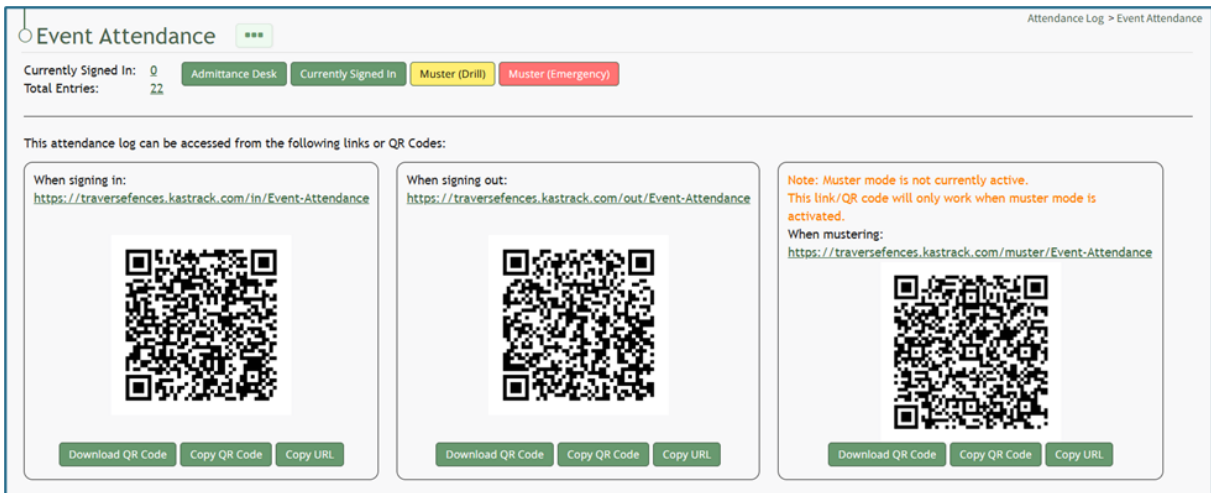 Attendance Log > Event Attendance
Event Attendance
Currently Signed In: 0
Total Entries: 22
Admittance Desk
Currently Signed In
Muster (Drill)
Muster (Emergency)
This attendance log can be accessed from the following links or QR Codes:
When signing in:
https://traversefences.kastrack.com/in/Event-Attendance
Download QR Code
Copy QR Code
Copy URL
When signing out:
https://traversefences.kastrack.com/out/Event-Attendance
Download QR Code
Copy QR Code
Copy URL
Note: Muster mode is not currently active.
This link/QR code will only work when muster mode is
activated.
When mustering:
https://traversefences.kastrack.com/muster/Event-Attendance
Download QR Code
Copy QR Code
Copy URL